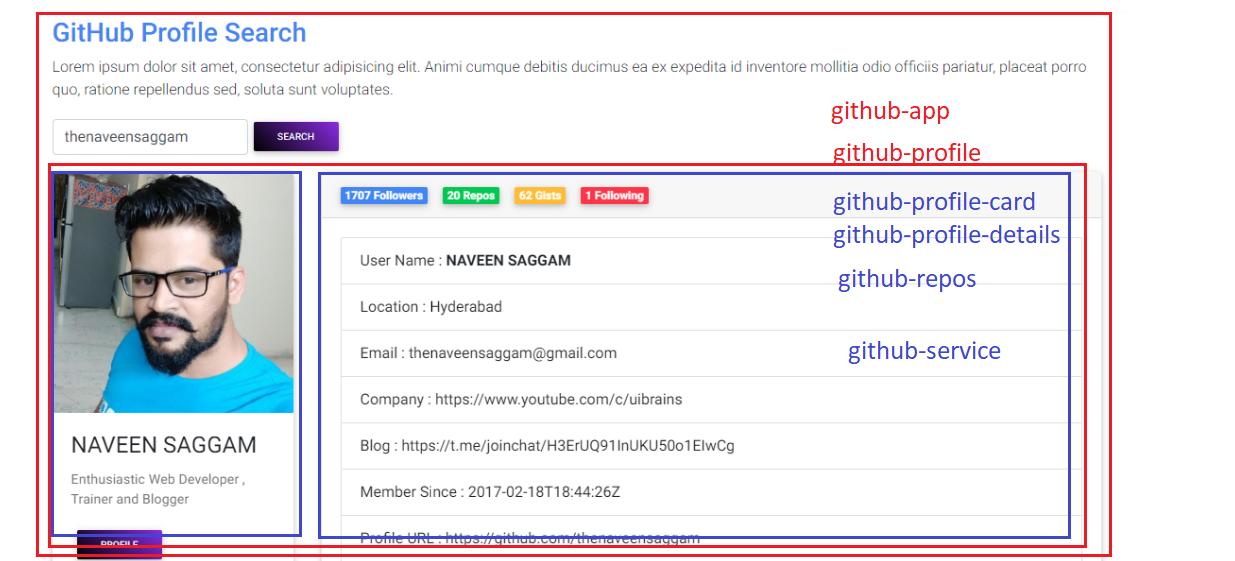 GitHub Profile Search
Lorem ipsum dolor sit amet, consectetur adipisicing elit. Animi cumque debitis ducimus ea ex expedita id inventore mollitia odio officiis pariatur, placeat porro
quo, ratione repellendus sed, soluta sunt voluptates.
github-app
thenaveensaggam SEARCH
github-profile
1707 Followers 20 Repos 62 Gists 1 Following
github-profile-card
github-profile-details
User Name : NAVEEN SAGGAM
github-repos
Location : Hyderabad
Email : thenaveensaggam@gmail.com
github-service
Company : https://www.youtube.com/c/uibrains
Blog : https://t.me/joinchat/H3ErUQ91InUKU50o1EIwCg
Member Since : 2017-02-18T18:44:26Z
Profile URL : https://github.com/thenaveensaggam
NAVEEN SAGGAM
Enthusiastic Web Developer ,
Trainer and Blogger
PROFILE